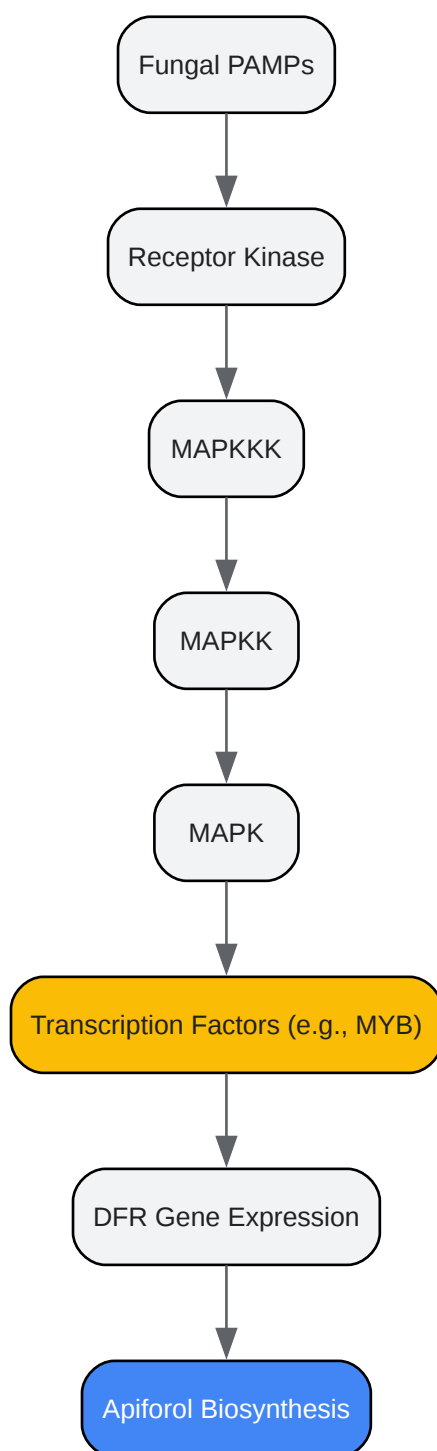 Fungal PAMPs
Receptor Kinase
MAPKKK
MAPKK
MAPK
Transcription Factors (e.g., MYB)
DFR Gene Expression
Apiforol Biosynthesis